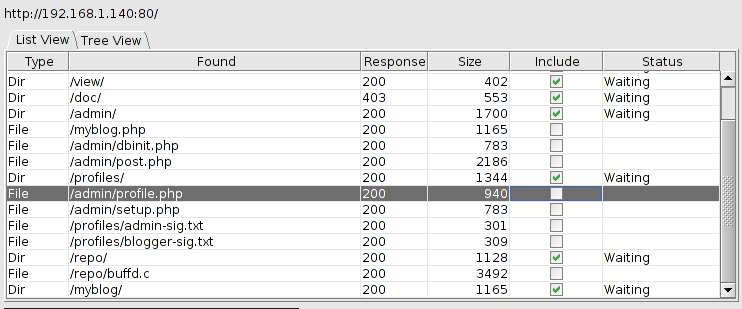 http://192.168.1.140:80/
List View Tree View
Type Found Response Size Include Status
Dir /view/ 200 402 Waiting
Dir /doc/ 403 553 Waiting
Dir /admin/ 200 1700 Waiting
File /myblog.php 200 1165
File /admin/dbinit.php 200 783
File /admin/post.php 200 2186
Dir /profiles/ 200 1344 Waiting
File /admin/profile.php 200 940
File /admin/setup.php 200 783
File /profiles/admin-sig.txt 200 301
File /profiles/blogger-sig.txt 200 309
Dir /repo/ 200 1128 Waiting
File /repo/buffd.c 200 3492
Dir /myblog/ 200 1165 Waiting